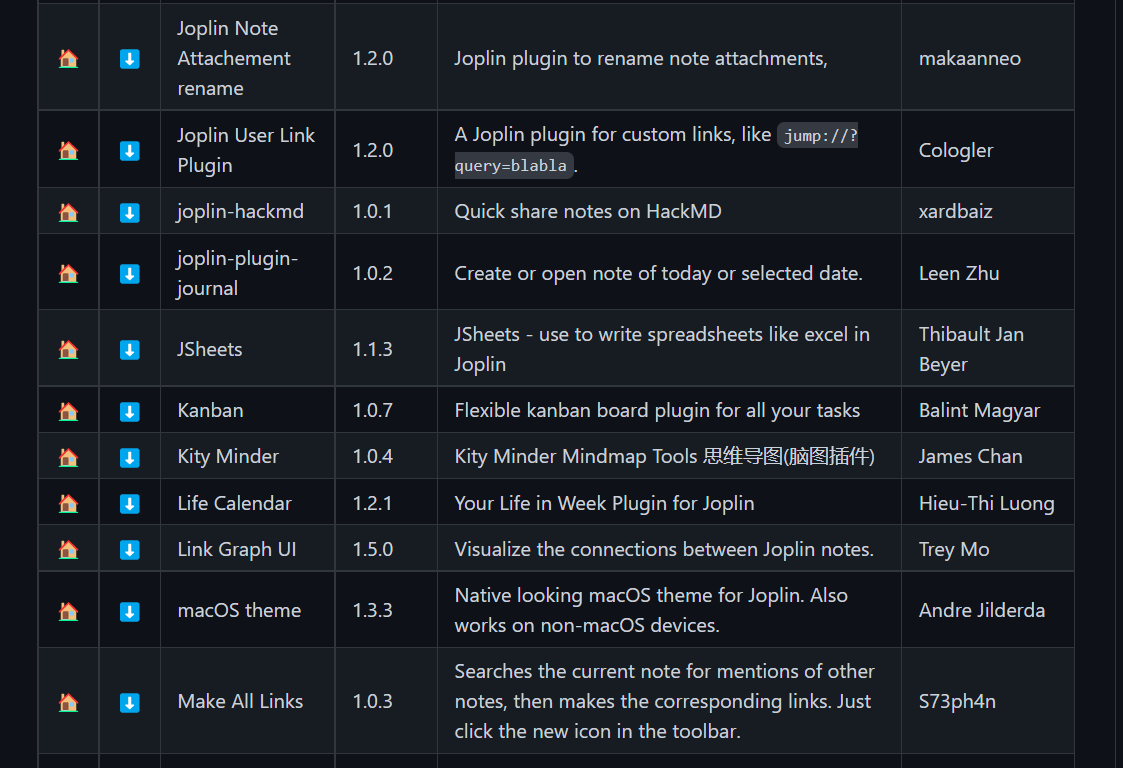 Joplin Note
Attachement
rename
1.2.0
Joplin plugin to rename note attachments,
makaanneo
Joplin User Link
Plugin
1.2.0
A Joplin plugin for custom links, like jump://?
query=blabla.
Cologler
joplin-hackmd
1.0.1
Quick share notes on HackMD
xardbaiz
joplin-plugin-
journal
1.0.2
Create or open note of today or selected date.
Leen Zhu
JSheets
1.1.3
JSheets - use to write spreadsheets like excel in
Joplin
Thibault Jan
Beyer
Kanban
1.0.7
Flexible kanban board plugin for all your tasks
Balint Magyar
Kity Minder
1.0.4
Kity Minder Mindmap Tools 思维导图(脑图插件)
James Chan
Life Calendar
1.2.1
Your Life in Week Plugin for Joplin
Hieu-Thi Luong
Link Graph UI
1.5.0
Visualize the connections between Joplin notes.
Trey Mo
macOS theme
1.3.3
Native looking macOS theme for Joplin. Also
works on non-macOS devices.
Andre Jilderda
Make All Links
1.0.3
Searches the current note for mentions of other
notes, then makes the corresponding links. Just
click the new icon in the toolbar.
S73ph4n